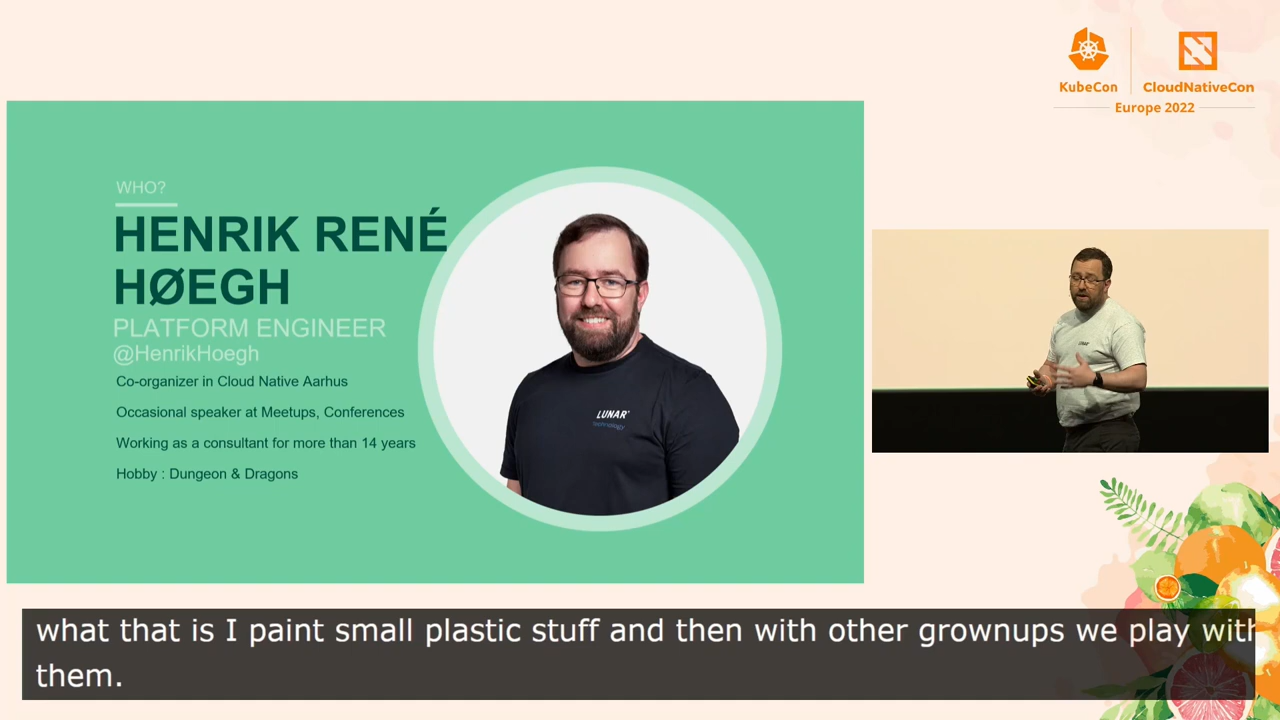 KubeCon
CloudNativeCon
Europe 2022
WHO?
HENRIK RENÉ
HØEGH
PLATFORM ENGINEER
@HenrikHoegh
Co-organizer in Cloud Native Aarhus
Occasional speaker at Meetups, Conferences
Working as a consultant for more than 14 years
Hobby : Dungeon & Dragons
LUNAR°
technology
LUNAR°
what that is I paint small plastic stuff and then with other grownups we play with
them.